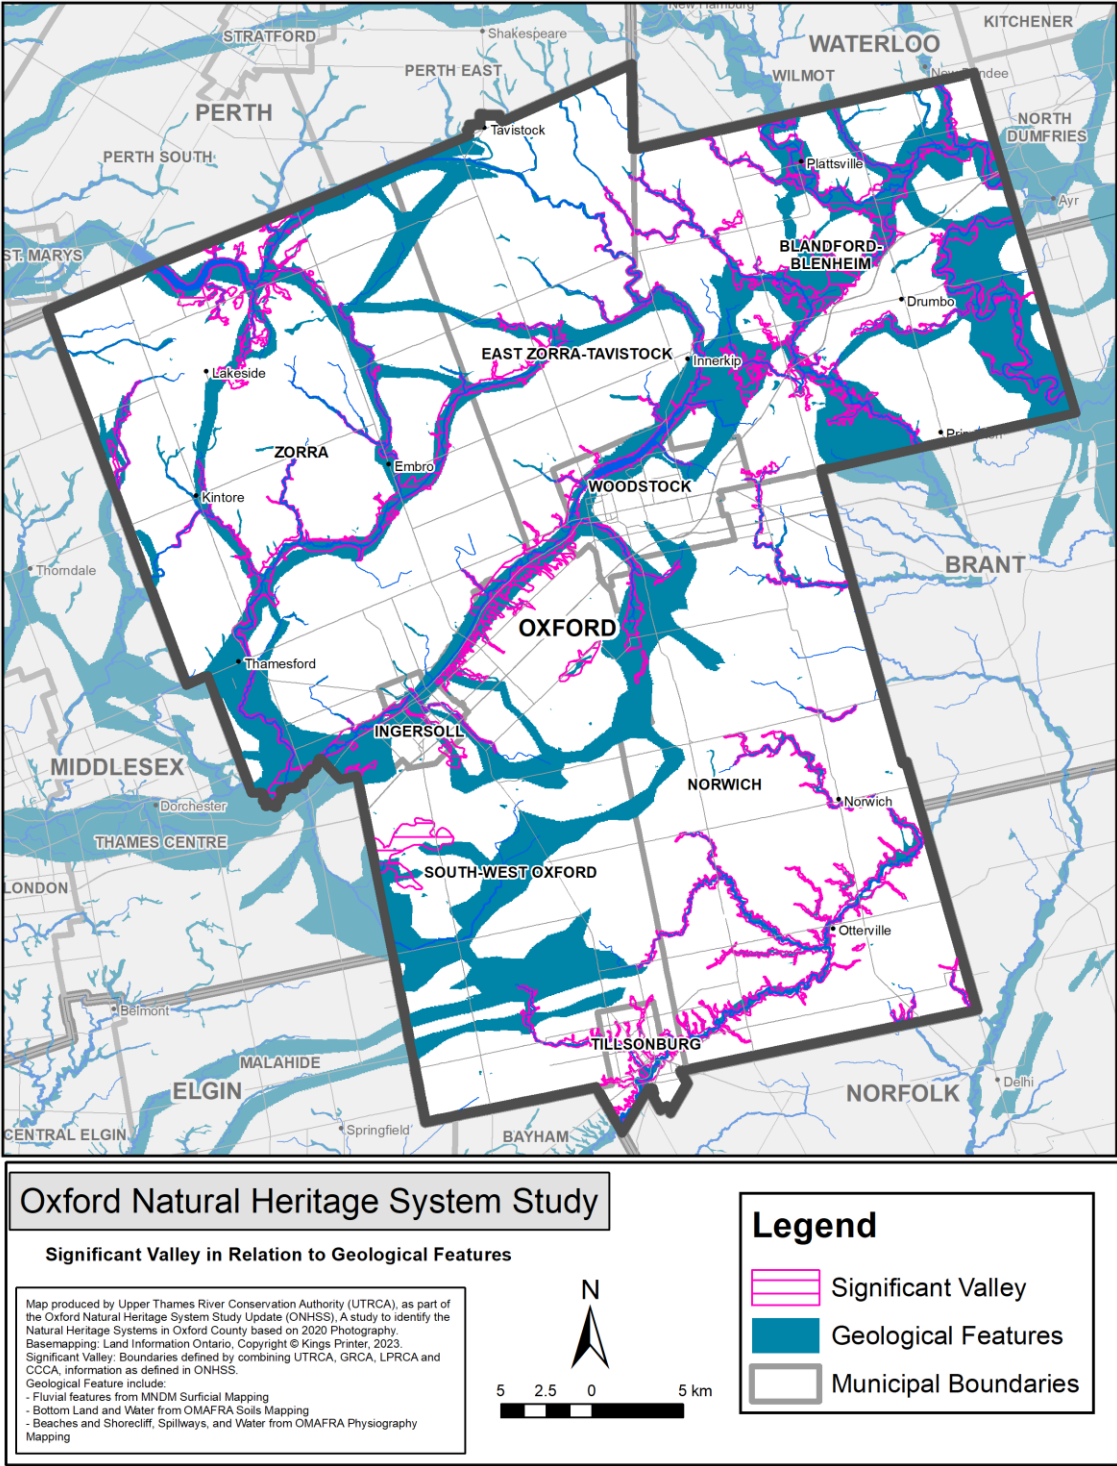 New Hamburg
KITCHENER
STRATFORD
Shakespeare
WATERLOO
PERTH EAST
WILMOT
New Dundee
PERTH
NORTH
DUMFRIES
Tavistock
PERTH SOUTH
Plattsville
Ayr
ST. MARYS
BLANDFORD-
BLENHEIM
Drumbo
EAST ZORRA-TAVISTOCK
Innerkip
Lakeside
Princeton
ZORRA
Embro
WOODSTOCK
Kintore
Thorndale
BRANT
OXFORD
Thamesford
INGERSOLL
MIDDLESEX
NORWICH
Dorchester
Norwich
THAMES CENTRE
SOUTH-WEST OXFORD
LONDON
Otterville
Belmont
TILLSONBURG
MALAHIDE
ELGIN
NORFOLK
Delhi
CENTRAL ELGIN
Springfield
BAYHAM
Oxford Natural Heritage System Study
Significant Valley in Relation to Geological Features
Map produced by Upper Thames River Conservation Authority (UTRCA), as part of
the Oxford Natural Heritage System Study Update (ONHSS), A study to identify the
Natural Heritage Systems in Oxford County based on 2020 Photography.
Basemapping: Land Information Ontario, Copyright © Kings Printer, 2023.
Significant Valley: Boundaries defined by combining UTRCA, GRCA, LPRCA and
CCCA, information as defined in ONHSS.
Geological Feature include:
- Fluvial features from MNDM Surficial Mapping
- Bottom Land and Water from OMAFRA Soils Mapping
- Beaches and Shorecliff, Spillways, and Water from OMAFRA Physiography
Mapping
N
5 2.5 0 5 km
Legend
Significant Valley
Geological Features
Municipal Boundaries